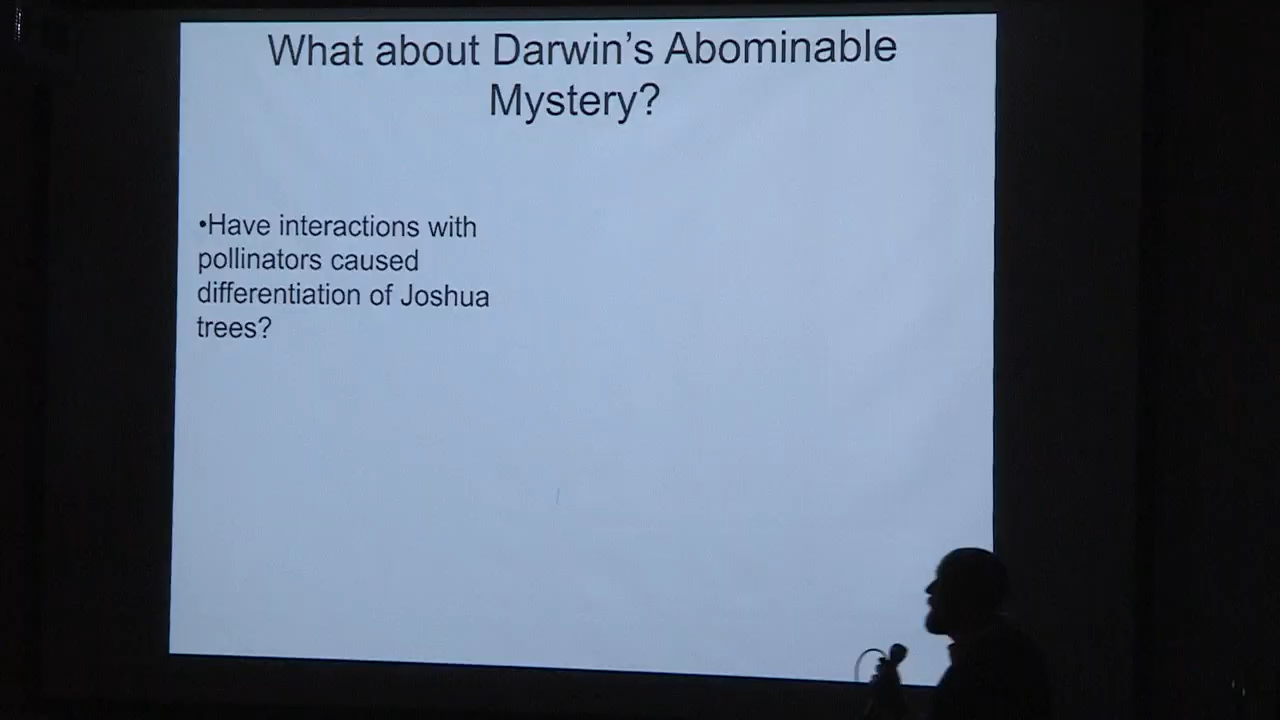 What about Darwin’s Abominable
Mystery?
•Have interactions with
pollinators caused
differentiation of Joshua
trees?